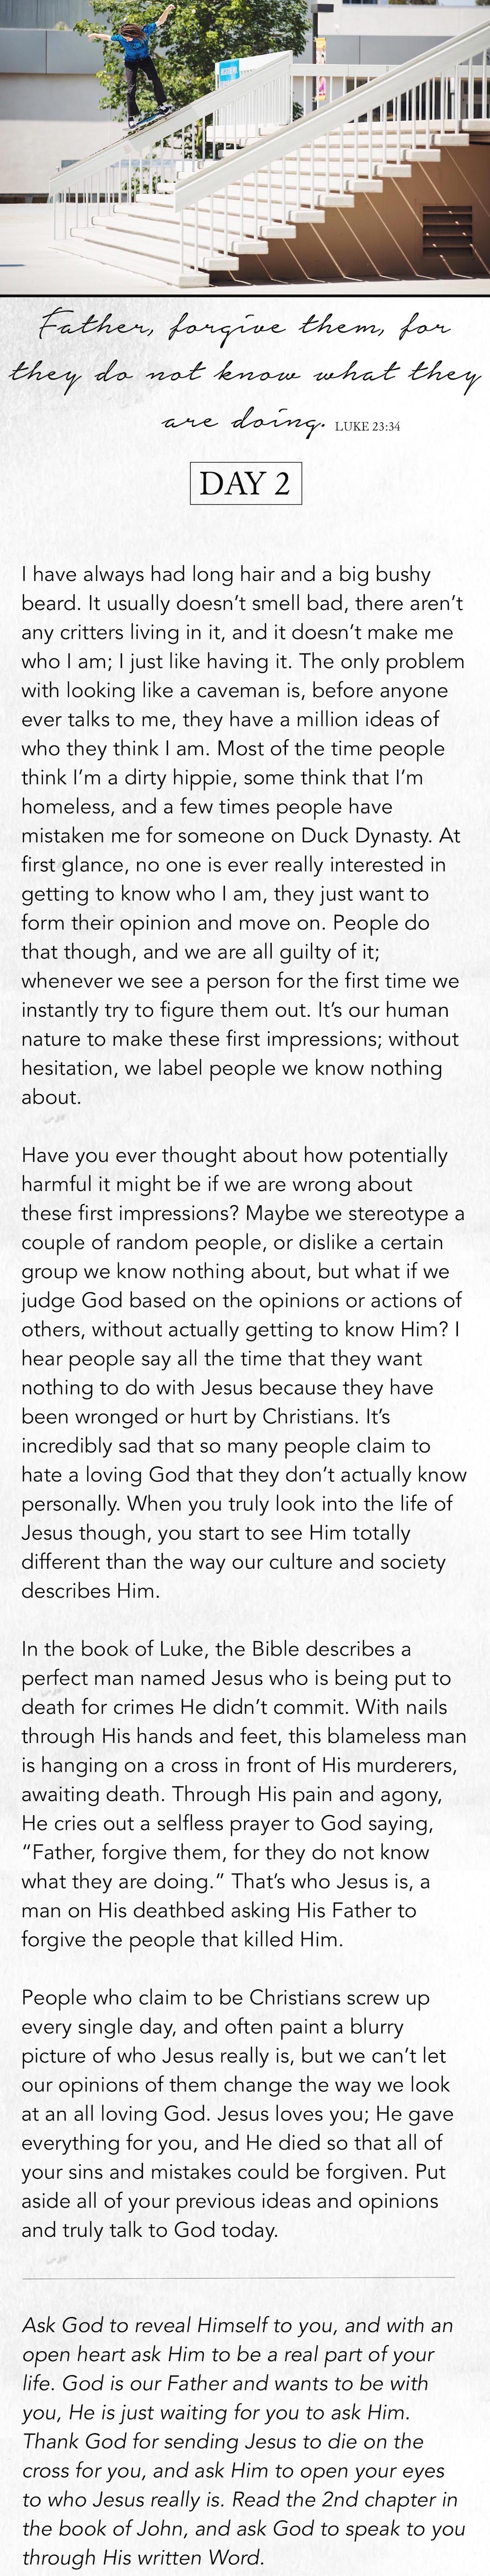 Father, forgive them, for
they do not know what they
are doing. LUKE 23:34
DAY 2
I have always had long hair and a big bushy
beard. It usually doesn’t smell bad, there aren’t
any critters living in it, and it doesn’t make me
who I am; I just like having it. The only problem
with looking like a caveman is, before anyone
ever talks to me, they have a million ideas of
who they think I am. Most of the time people
think I’m a dirty hippie, some think that I’m
homeless, and a few times people have
mistaken me for someone on Duck Dynasty. At
first glance, no one is ever really interested in
getting to know who I am, they just want to
form their opinion and move on. People do
that though, and we are all guilty of it;
whenever we see a person for the first time we
instantly try to figure them out. It’s our human
nature to make these first impressions; without
hesitation, we label people we know nothing
about.
Have you ever thought about how potentially
harmful it might be if we are wrong about
these first impressions? Maybe we stereotype a
couple of random people, or dislike a certain
group we know nothing about, but what if we
judge God based on the opinions or actions of
others, without actually getting to know Him? I
hear people say all the time that they want
nothing to do with Jesus because they have
been wronged or hurt by Christians. It’s
incredibly sad that so many people claim to
hate a loving God that they don’t actually know
personally. When you truly look into the life of
Jesus though, you start to see Him totally
different than the way our culture and society
describes Him.
In the book of Luke, the Bible describes a
perfect man named Jesus who is being put to
death for crimes He didn’t commit. With nails
through His hands and feet, this blameless man
is hanging on a cross in front of His murderers,
awaiting death. Through His pain and agony,
He cries out a selfless prayer to God saying,
“Father, forgive them, for they do not know
what they are doing.” That’s who Jesus is, a
man on His deathbed asking His Father to
forgive the people that killed Him.
People who claim to be Christians screw up
every single day, and often paint a blurry
picture of who Jesus really is, but we can’t let
our opinions of them change the way we look
at an all loving God. Jesus loves you; He gave
everything for you, and He died so that all of
your sins and mistakes could be forgiven. Put
aside all of your previous ideas and opinions
and truly talk to God today.
Ask God to reveal Himself to you, and with an
open heart ask Him to be a real part of your
life. God is our Father and wants to be with
you, He is just waiting for you to ask Him.
Thank God for sending Jesus to die on the
cross for you, and ask Him to open your eyes
to who Jesus really is. Read the 2nd chapter in
the book of John, and ask God to speak to you
through His written Word.